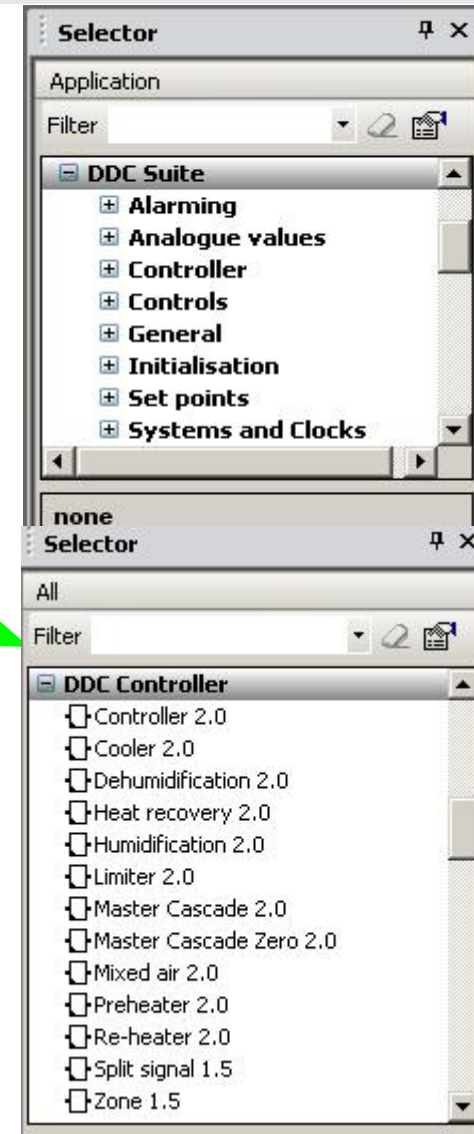 Selector
Application
Filter
DDC Suite
Alarming
Analogue values
Controller
Controls
General
Initialisation
Set points
Systems and Clocks
none
Selector
All
Filter
DDC Controller
Controller 2.0
Cooler 2.0
Dehumidification 2.0
Heat recovery 2.0
Humidification 2.0
Limiter 2.0
Master Cascade 2.0
Master Cascade Zero 2.0
Mixed air 2.0
Preheater 2.0
Re-heater 2.0
Split signal 1.5
Zone 1.5